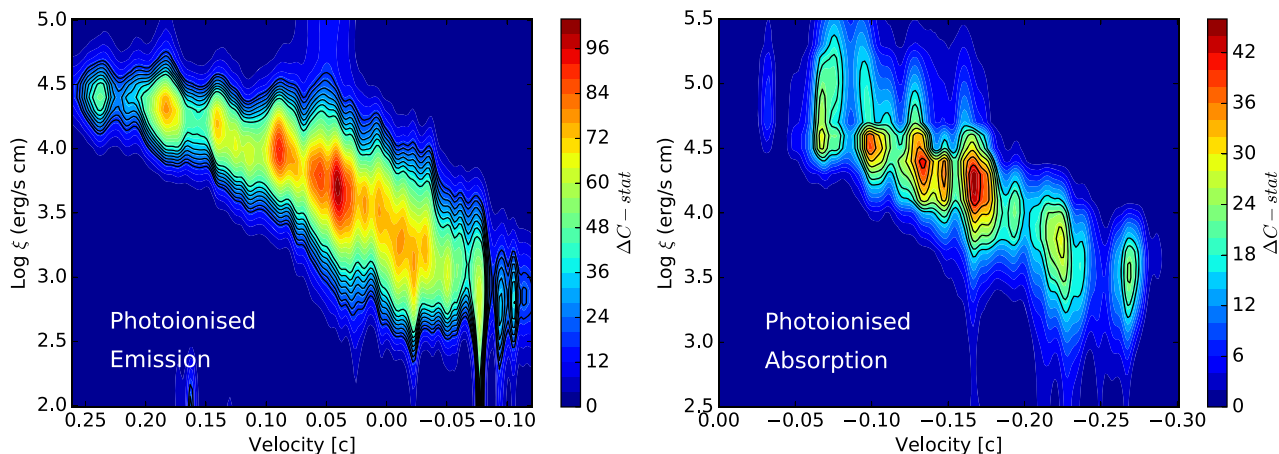 5.0
4.5
4.0
3.5
3.0
2.5
2.0
Log ξ (erg/s cm)
0.25 0.20 0.15 0.10 0.05 0.00 −0.05 −0.10
Velocity [c]
Photoionised
Emission
96
84
72
60
48
36
24
12
0
ΔC − stat
5.5
5.0
4.5
4.0
3.5
3.0
2.5
Log ξ (erg/s cm)
0.00 −0.05 −0.10 −0.15 −0.20 −0.25 −0.30
Velocity [c]
Photoionised
Absorption
42
36
30
24
18
12
6
0
ΔC − stat